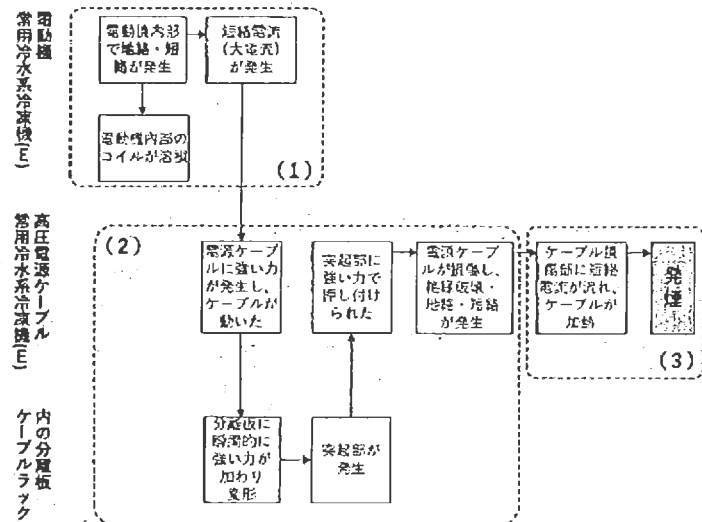 常用冷水系冷凍機(E)
電動機
電動機内部
で地絡・短
絡が発生
短絡電流
(大電流)
が発生
電動機内部の
コイルが溶損
(1)
常用冷水系冷凍機(E)
高圧電源ケーブル
(2)
電源ケーブ
ルに強い力
が発生し、
ケーブルが
動いた
突起部に
強い力で
押し付け
られた
電源ケーブ
ルが損傷し、
絶縁破壊・
地絡・短絡
が発生
ケーブル損
傷部に短絡
電流が流れ、
ケーブルが
加熱
発煙
(3)
ケーブルラック
内の分離板
分離板に
瞬間的に
強い力が
加わり
変形
突起部が
発生